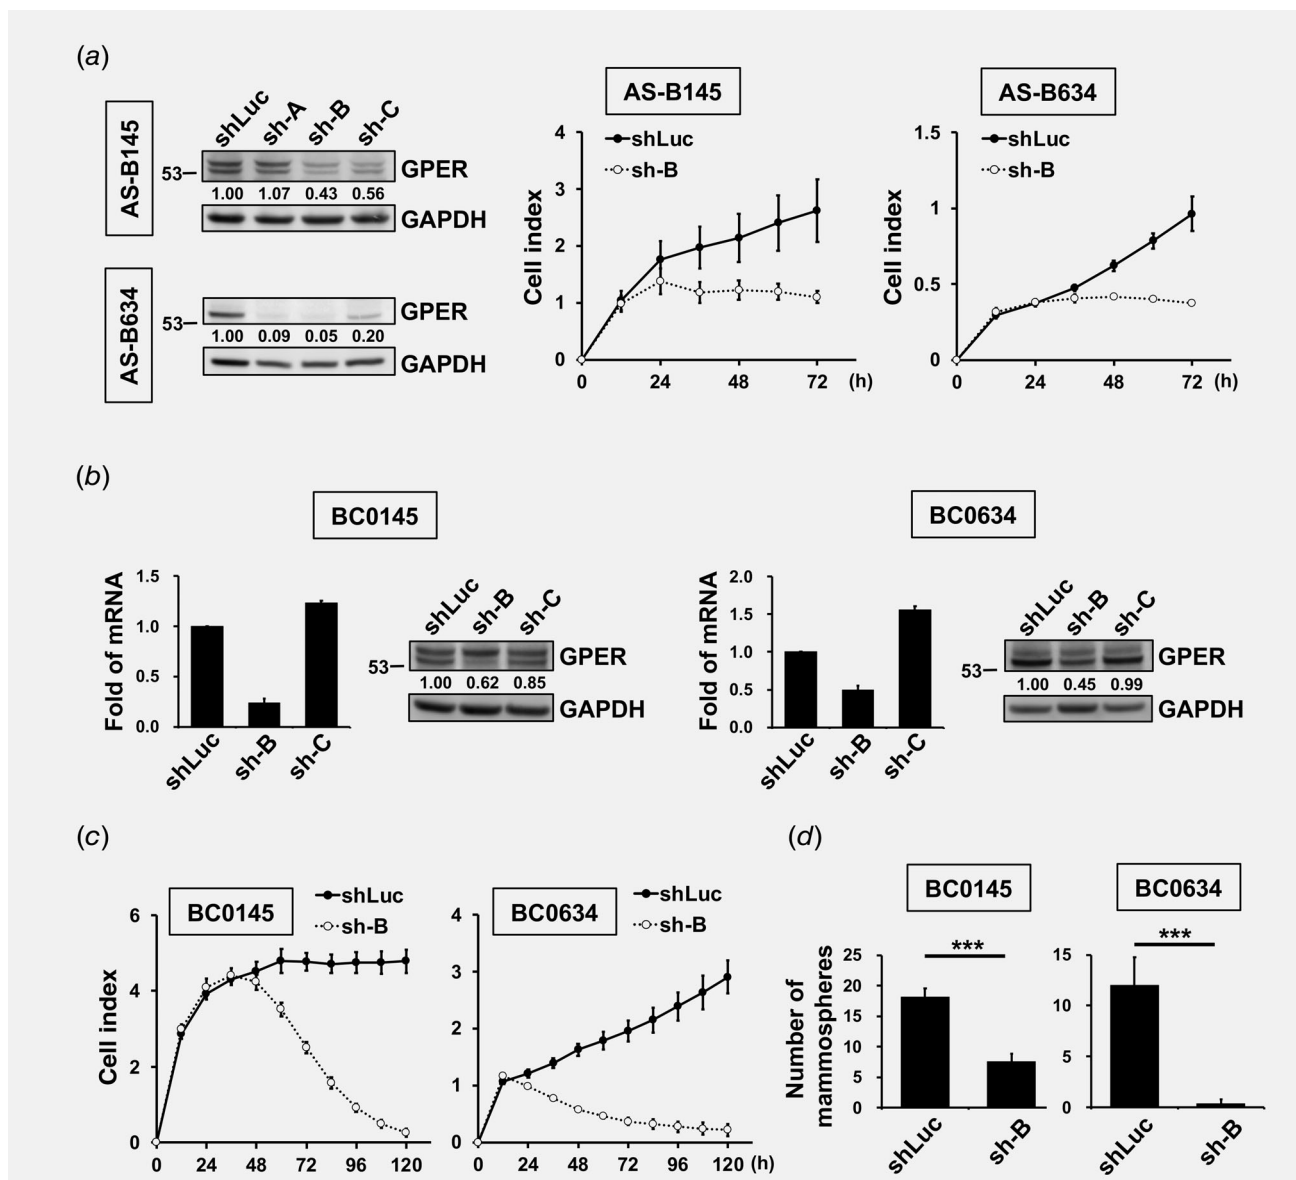 (a)
AS-B145
shLuc sh-A sh-B sh-C
53
GPER
1.00 1.07 0.43 0.56
GAPDH
AS-B634
53
GPER
1.00 0.09 0.05 0.20
GAPDH
AS-B145
shLuc
sh-B
Cell index
4
3
2
1
0
0 24 48 72 (h)
AS-B634
shLuc
sh-B
Cell index
1.5
1
0.5
0
0 24 48 72 (h)
(b)
BC0145
Fold of mRNA
1.5
1.0
0.5
0.0
shLuc sh-B sh-C
shLuc sh-B sh-C
53
GPER
1.00 0.62 0.85
GAPDH
BC0634
Fold of mRNA
2.0
1.5
1.0
0.5
0.0
shLuc sh-B sh-C
shLuc sh-B sh-C
53
GPER
1.00 0.45 0.99
GAPDH
(c)
BC0145
shLuc
sh-B
Cell index
6
4
2
0
0 24 48 72 96 120
BC0634
shLuc
sh-B
4
3
2
1
0
0 24 48 72 96 120 (h)
(d)
BC0145
Number of
mammospheres
25
20
15
10
5
0
***
shLuc sh-B
BC0634
15
10
5
0
***
shLuc sh-B